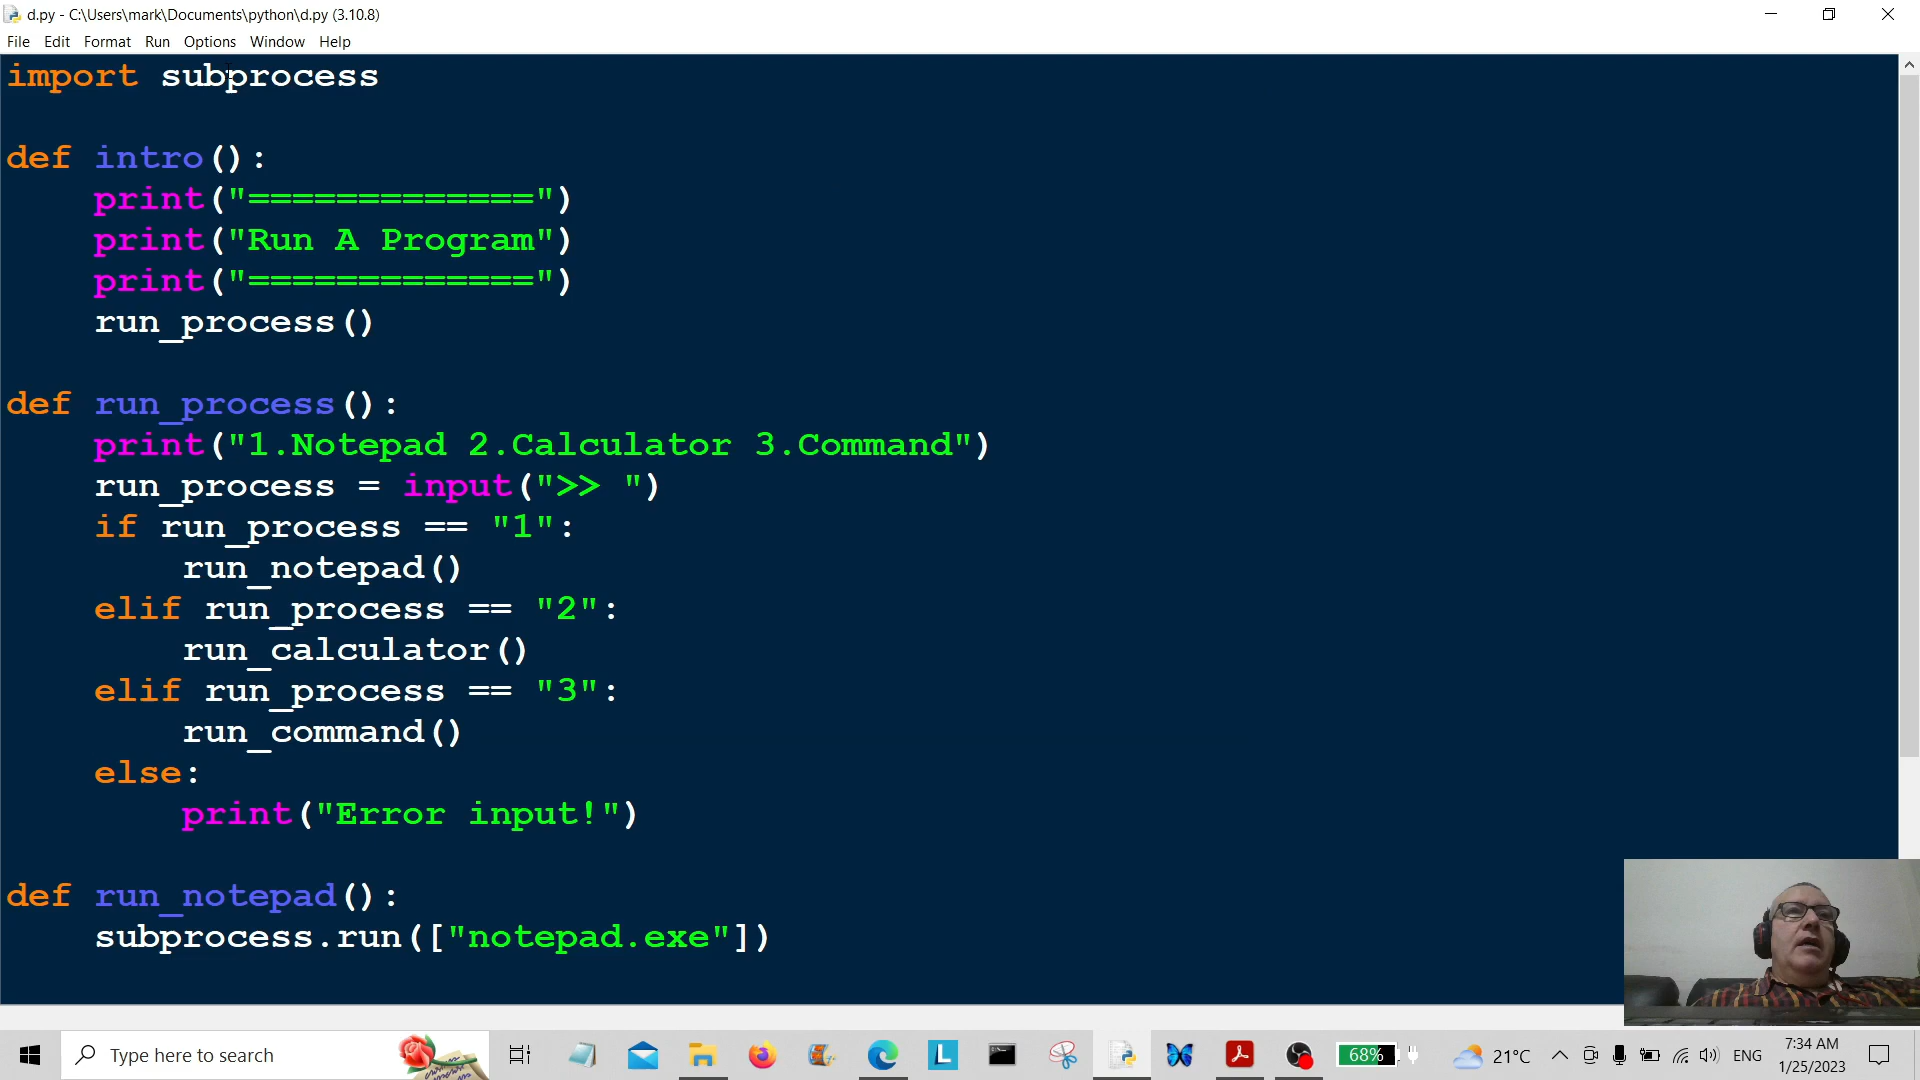 d.py - C:\Users\mark\Documents\python\d.py (3.10.8)
File Edit Format Run Options Window Help
import subprocess
def intro():
    print("=============")
    print("Run A Program")
    print("=============")
    run_process()
def run_process():
    print("1.Notepad 2.Calculator 3.Command")
    run_process = input(">> ")
    if run_process == "1":
        run_notepad()
    elif run_process == "2":
        run_calculator()
    elif run_process == "3":
        run_command()
    else:
        print("Error input!")
def run_notepad():
    subprocess.run(["notepad.exe"])
Type here to search
L
68%
21°C
ENG
7:34 AM
1/25/2023